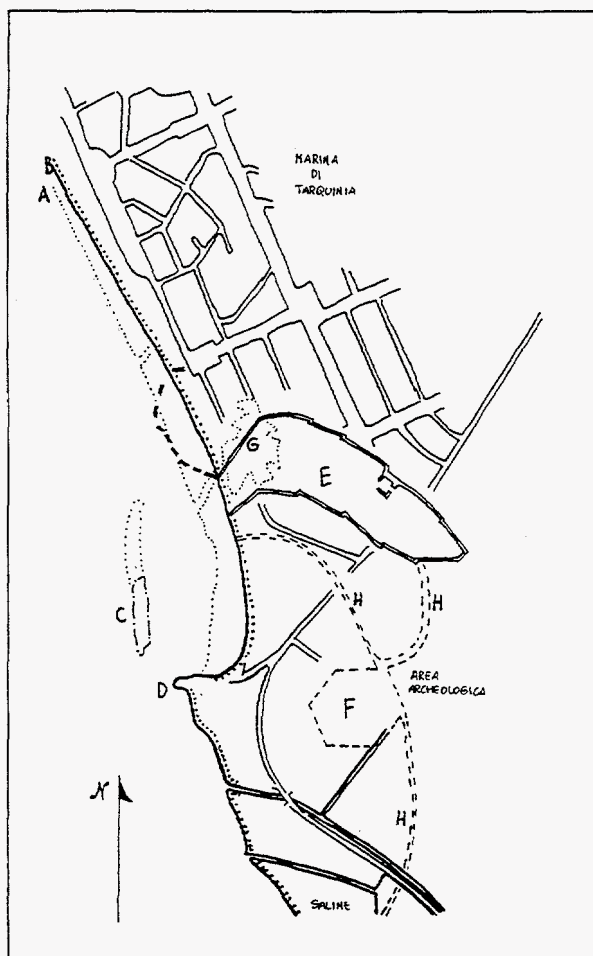 MARINA
DI
TARQUINIA
B
A
G
E
C
H
H
D
AREA
ARCHEOLOGICA
F
N
H
SALINE